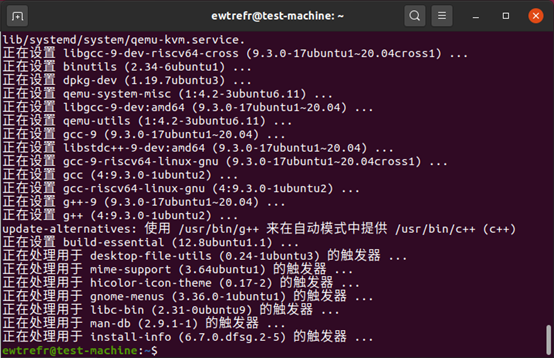 ewtrefr@test-machine: ~
lib/systemd/system/qemu-kvm.service.
正在设置 libgcc-9-dev-riscv64-cross (9.3.0-17ubuntu1~20.04cross1) ...
正在设置 binutils (2.34-6ubuntu1) ...
正在设置 dpkg-dev (1.19.7ubuntu3) ...
正在设置 qemu-system-misc (1:4.2-3ubuntu6.11) ...
正在设置 libgcc-9-dev:amd64 (9.3.0-17ubuntu1~20.04) ...
正在设置 qemu-utils (1:4.2-3ubuntu6.11) ...
正在设置 gcc-9 (9.3.0-17ubuntu1~20.04) ...
正在设置 libstdc++-9-dev:amd64 (9.3.0-17ubuntu1~20.04) ...
正在设置 gcc-9-riscv64-linux-gnu (9.3.0-17ubuntu1~20.04cross1) ...
正在设置 gcc (4:9.3.0-1ubuntu2) ...
正在设置 gcc-riscv64-linux-gnu (4:9.3.0-1ubuntu2) ...
正在设置 g++-9 (9.3.0-17ubuntu1~20.04) ...
正在设置 g++ (4:9.3.0-1ubuntu2) ...
update-alternatives: 使用 /usr/bin/g++ 来在自动模式中提供 /usr/bin/c++ (c++)
正在设置 build-essential (12.8ubuntu1.1) ...
正在处理用于 desktop-file-utils (0.24-1ubuntu3) 的触发器 ...
正在处理用于 mime-support (3.64ubuntu1) 的触发器 ...
正在处理用于 hicolor-icon-theme (0.17-2) 的触发器 ...
正在处理用于 gnome-menus (3.36.0-1ubuntu1) 的触发器 ...
正在处理用于 libc-bin (2.31-0ubuntu9) 的触发器 ...
正在处理用于 man-db (2.9.1-1) 的触发器 ...
正在处理用于 install-info (6.7.0.dfsg.2-5) 的触发器 ...
ewtrefr@test-machine:~$